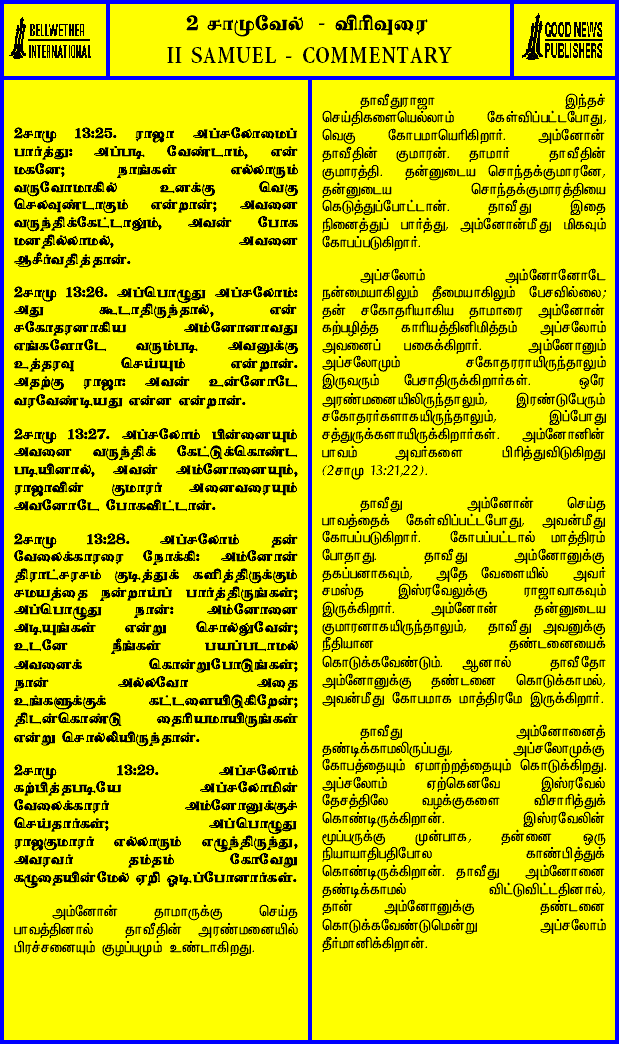 BELLWETHER
INTERNATIONAL
2 சாமுவேல் - விரிவுரை
II SAMUEL - COMMENTARY
GOOD NEWS
PUBLISHERS
2சாமு 13:25. ராஜா அப்சலோமைப்
பார்த்து: அப்படி வேண்டாம், என்
மகனே; நாங்கள் எல்லாரும்
வருவோமாகில் உனக்கு வெகு
செலவுண்டாகும் என்றான்; அவனை
வருந்திக்கேட்டாலும், அவன் போக
மனதில்லாமல், அவனை
ஆசீர்வதித்தான்.
2சாமு 13:26. அப்பொழுது அப்சலோம்:
அது கூடாதிருந்தால், என்
சகோதரனாகிய அம்னோனாவது
எங்களோடே வரும்படி அவனுக்கு
உத்தரவு செய்யும் என்றான்.
அதற்கு ராஜா: அவன் உன்னோடே
வரவேண்டியது என்ன என்றான்.
2சாமு 13:27. அப்சலோம் பின்னையும்
அவனை வருந்திக் கேட்டுக்கொண்ட
படியினால், அவன் அம்னோனையும்,
ராஜாவின் குமாரர் அனைவரையும்
அவனோடே போகவிட்டான்.
2சாமு 13:28. அப்சலோம் தன்
வேலைக்காரரை நோக்கி: அம்னோன்
திராட்சரசம் குடித்துக் களித்திருக்கும்
சமயத்தை நன்றாய்ப் பார்த்திருங்கள்;
அப்பொழுது நான்: அம்னோனை
அடியுங்கள் என்று சொல்லுவேன்;
உடனே நீங்கள் பயப்படாமல்
அவனைக் கொன்றுபோடுங்கள்;
நான் அல்லவோ அதை
உங்களுக்குக் கட்டளையிடுகிறேன்;
திடன்கொண்டு தைரியமாயிருங்கள்
என்று சொல்லியிருந்தான்.
2சாமு 13:29. அப்சலோம்
கற்பித்தபடியே அப்சலோமின்
வேலைக்காரர் அம்னோனுக்குச்
செய்தார்கள்; அப்பொழுது
ராஜகுமாரர் எல்லாரும் எழுந்திருந்து,
அவரவர் தம்தம் கோவேறு
கழுதையின்மேல் ஏறி ஓடிப்போனார்கள்.
அம்னோன் தாமாருக்கு செய்த
பாவத்தினால் தாவீதின் அரண்மனையில்
பிரச்சனையும் குழப்பமும் உண்டாகிறது.
தாவீதுராஜா இந்தச்
செய்திகளையெல்லாம் கேள்விப்பட்டபோது,
வெகு கோபமாயெரிகிறார். அம்னோன்
தாவீதின் குமாரன். தாமார் தாவீதின்
குமாரத்தி. தன்னுடைய சொந்தக்குமாரனே,
தன்னுடைய சொந்தக்குமாரத்தியை
கெடுத்துப்போட்டான். தாவீது இதை
நினைத்துப் பார்த்து, அம்னோன்மீது மிகவும்
கோபப்படுகிறார்.
அப்சலோம் அம்னோனோடே
நன்மையாகிலும் தீமையாகிலும் பேசவில்லை;
தன் சகோதரியாகிய தாமாரை அம்னோன்
கற்பழித்த காரியத்தினிமித்தம் அப்சலோம்
அவனைப் பகைக்கிறார். அம்னோனும்
அப்சலோமும் சகோதரராயிருந்தாலும்
இருவரும் பேசாதிருக்கிறார்கள். ஒரே
அரண்மனையிலிருந்தாலும், இரண்டுபேரும்
சகோதரர்களாகயிருந்தாலும், இப்போது
சத்துருக்களாயிருக்கிறார்கள். அம்னோனின்
பாவம் அவர்களை பிரித்துவிடுகிறது
(2சாமு 13:21,22).
தாவீது அம்னோன் செய்த
பாவத்தைக் கேள்விப்பட்டபோது, அவன்மீது
கோபப்படுகிறார். கோபப்பட்டால் மாத்திரம்
போதாது. தாவீது அம்னோனுக்கு
தகப்பனாகவும், அதே வேளையில் அவர்
சமஸ்த இஸ்ரவேலுக்கு ராஜாவாகவும்
இருக்கிறார். அம்னோன் தன்னுடைய
குமாரனாகயிருந்தாலும், தாவீது அவனுக்கு
நீதியான தண்டனையைக்
கொடுக்கவேண்டும். ஆனால் தாவீதோ
அம்னோனுக்கு தண்டனை கொடுக்காமல்,
அவன்மீது கோபமாக மாத்திரமே இருக்கிறார்.
தாவீது அம்னோனைத்
தண்டிக்காமலிருப்பது, அப்சலோமுக்கு
கோபத்தையும் ஏமாற்றத்தையும் கொடுக்கிறது.
அப்சலோம் ஏற்கெனவே இஸ்ரவேல்
தேசத்திலே வழக்குகளை விசாரித்துக்
கொண்டிருக்கிறான். இஸ்ரவேலின்
மூப்பருக்கு முன்பாக, தன்னை ஒரு
நியாயாதிபதிபோல காண்பித்துக்
கொண்டிருக்கிறான். தாவீது அம்னோனை
தண்டிக்காமல் விட்டுவிட்டதினால்,
தான் அம்னோனுக்கு தண்டனை
கொடுக்கவேண்டுமென்று அப்சலோம்
தீர்மானிக்கிறான்.